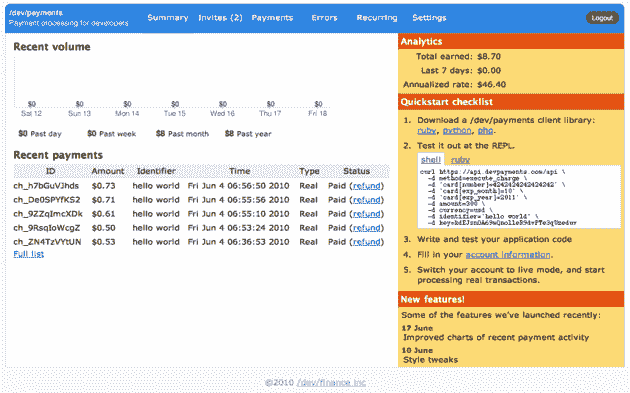 /dev/payments
Payment processing for developers
Summary Invites (2) Payments Errors Recurring Settings
Logout
Recent volume
$0 $0 $0 $0 $0 $0 $0
Sat 12 Sun 13 Mon 14 Tue 15 Wed 16 Thu 17 Fri 18
$0 Past day $0 Past week $8 Past month $8 Past year
Recent payments
ID Amount Identifier Time Type Status
ch_h7bGuVJhds $0.73 hello world Fri Jun 4 06:56:50 2010 Real Paid (refund)
ch_De0SPYfKS2 $0.71 hello world Fri Jun 4 06:55:56 2010 Real Paid (refund)
ch_9ZZqImcXDk $0.61 hello world Fri Jun 4 06:55:10 2010 Real Paid (refund)
ch_9RsqIoWcgZ $0.50 hello world Fri Jun 4 06:53:24 2010 Real Paid (refund)
ch_ZN4TzVYtUN $0.53 hello world Fri Jun 4 06:36:53 2010 Real Paid (refund)
Full list
Analytics
Total earned: $8.70
Last 7 days: $0.00
Annualized rate: $46.40
Quickstart checklist
1. Download a /dev/payments client library:
ruby, python, php.
2. Test it out at the REPL.
shell ruby
curl https://api.devpayments.com/api \
-d method=execute_charge \
-d 'card[number]=4242424242424242' \
-d 'card[exp_month]=10' \
-d 'card[exp_year]=2011' \
-d amount=300 \
-d currency=usd \
-d identifier='hello world' \
3. Write and test your application code
4. Fill in your account information.
5. Switch your account to live mode, and start
processing real transactions.
New features!
Some of the features we've launched recently:
17 June
Improved charts of recent payment activity
10 June
Style tweaks
©2010 /dev/finance inc